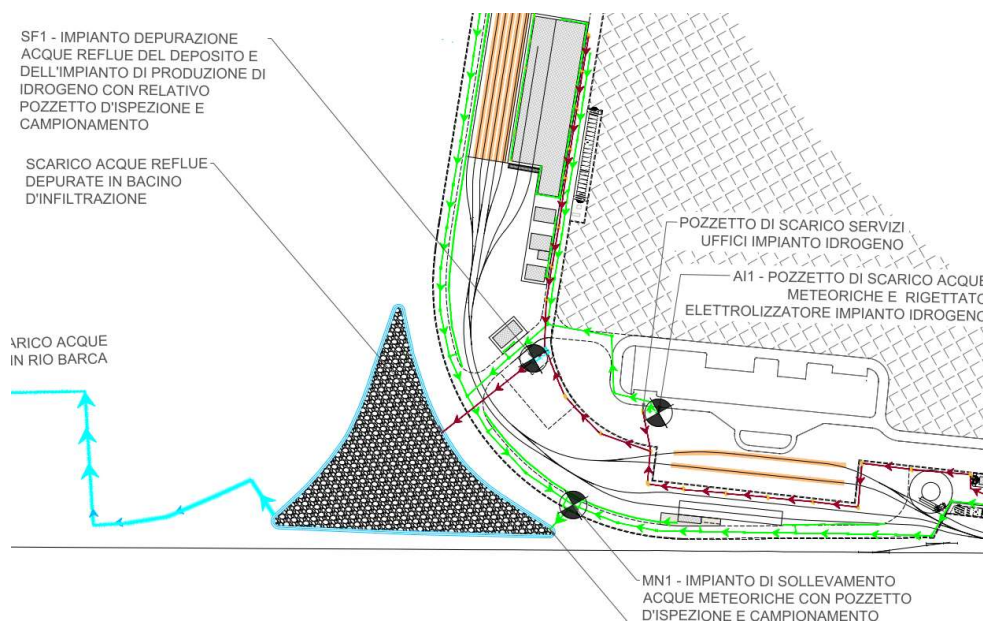 SF1 - IMPIANTO DEPURAZIONE
ACQUE REFLUE DEL DEPOSITO E
DELL'IMPIANTO DI PRODUZIONE DI
IDROGENO CON RELATIVO
POZZETTO D'ISPEZIONE E
CAMPIONAMENTO
SCARICO ACQUE REFLUE
DEPURATE IN BACINO
D'INFILTRAZIONE
POZZETTO DI SCARICO SERVIZI
UFFICI IMPIANTO IDROGENO
AI1 - POZZETTO DI SCARICO ACQUE
METEORICHE E RIGETTATO
ELETTROLIZZATORE IMPIANTO IDROGENO
ARICO ACQUE
IN RIO BARCA
MN1 - IMPIANTO DI SOLLEVAMENTO
ACQUE METEORICHE CON POZZETTO
D'ISPEZIONE E CAMPIONAMENTO